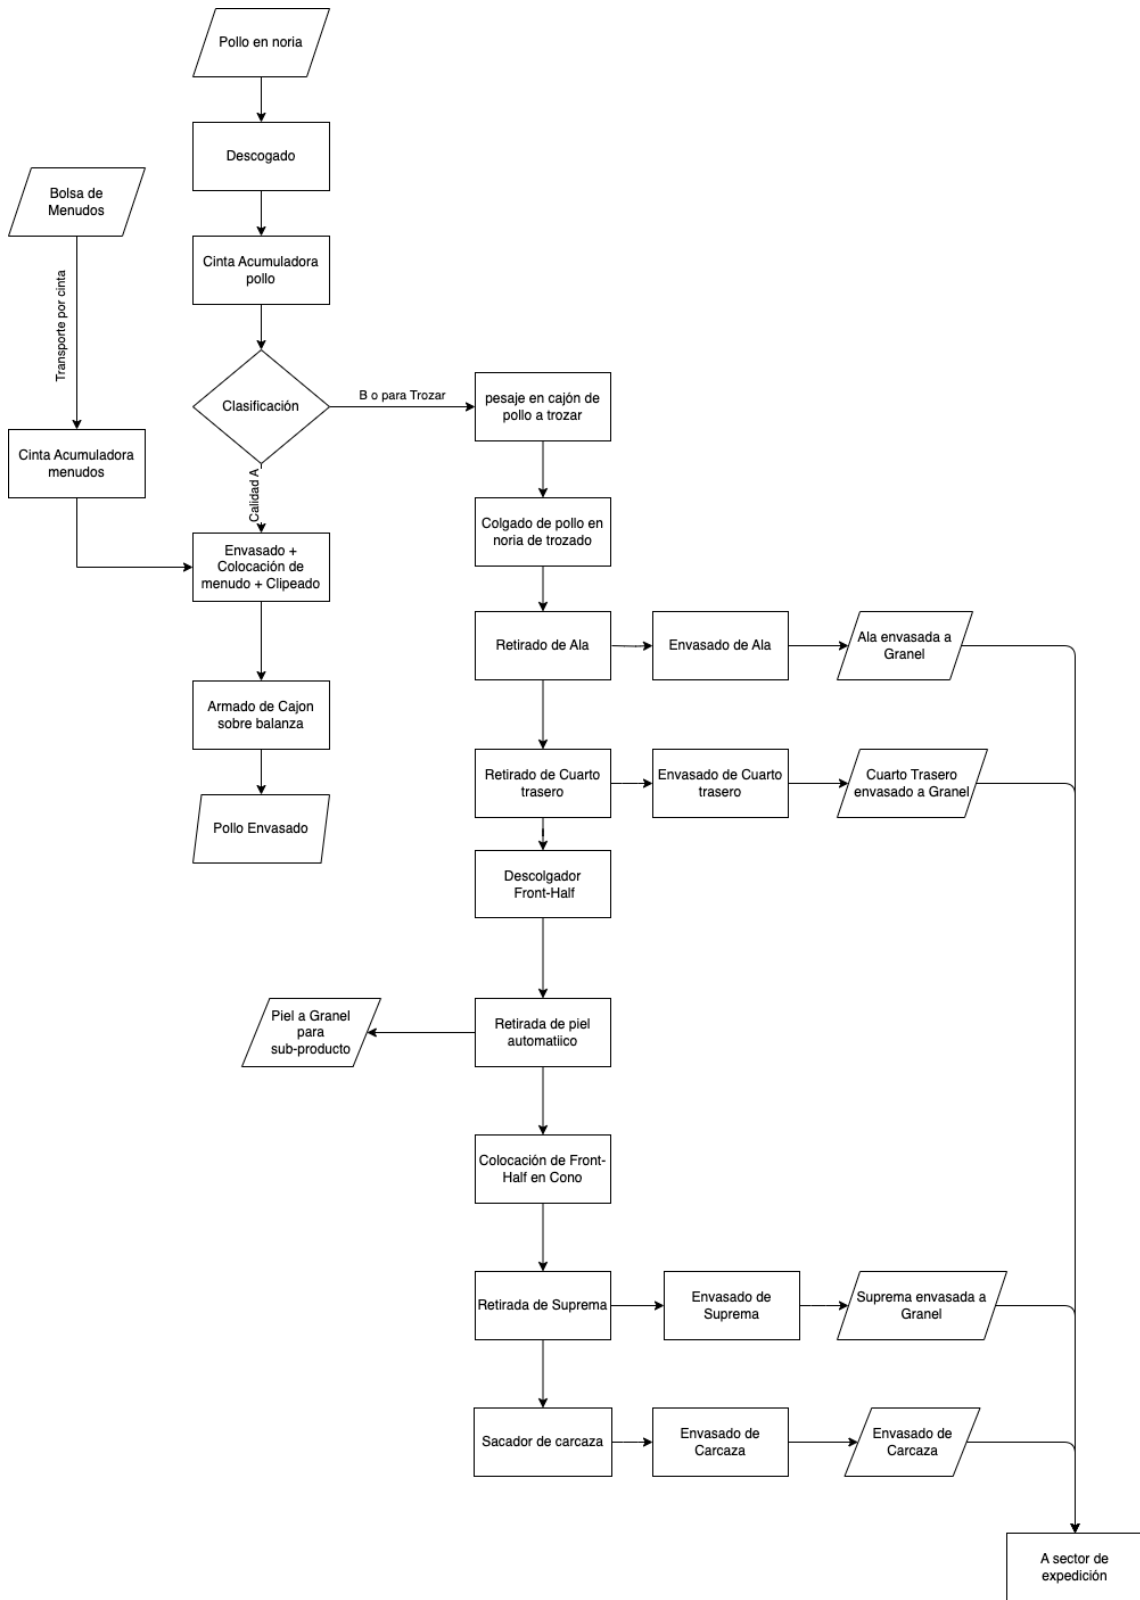 Pollo en noria
Descogado
Bolsa de
Menudos
Transporte por cinta
Cinta Acumuladora
pollo
Clasificación
B o para Trozar
pesaje en cajón de
pollo a trozar
Cinta Acumuladora
menudos
Calidad A
Colgado de pollo en
noria de trozado
Envasado +
Colocación de
menudo + Clipeado
Retirado de Ala
Envasado de Ala
Ala envasada a
Granel
Armado de Cajon
sobre balanza
Retirado de Cuarto
trasero
Envasado de Cuarto
trasero
Cuarto Trasero
envasado a Granel
Pollo Envasado
Descolgador
Front-Half
Piel a Granel
para
sub-producto
Retirada de piel
automatiico
Colocación de Front-
Half en Cono
Retirada de Suprema
Envasado de
Suprema
Suprema envasada a
Granel
Sacador de carcaza
Envasado de
Carcaza
Envasado de
Carcaza
A sector de
expedición